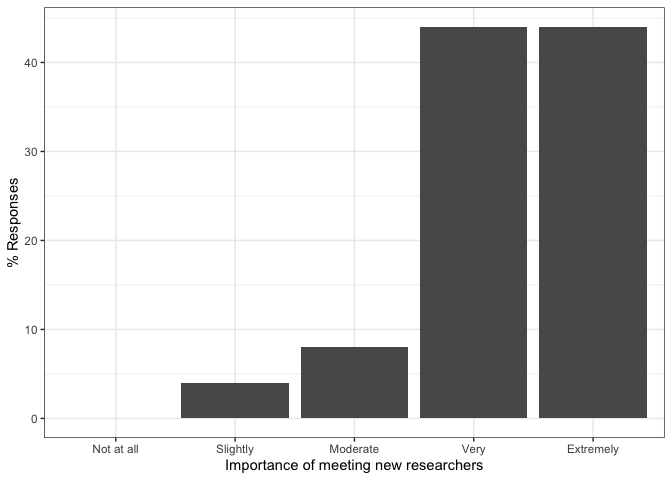 % Responses
40
30
20
10
0
Not at all Slightly Moderate Very Extremely
Importance of meeting new researchers